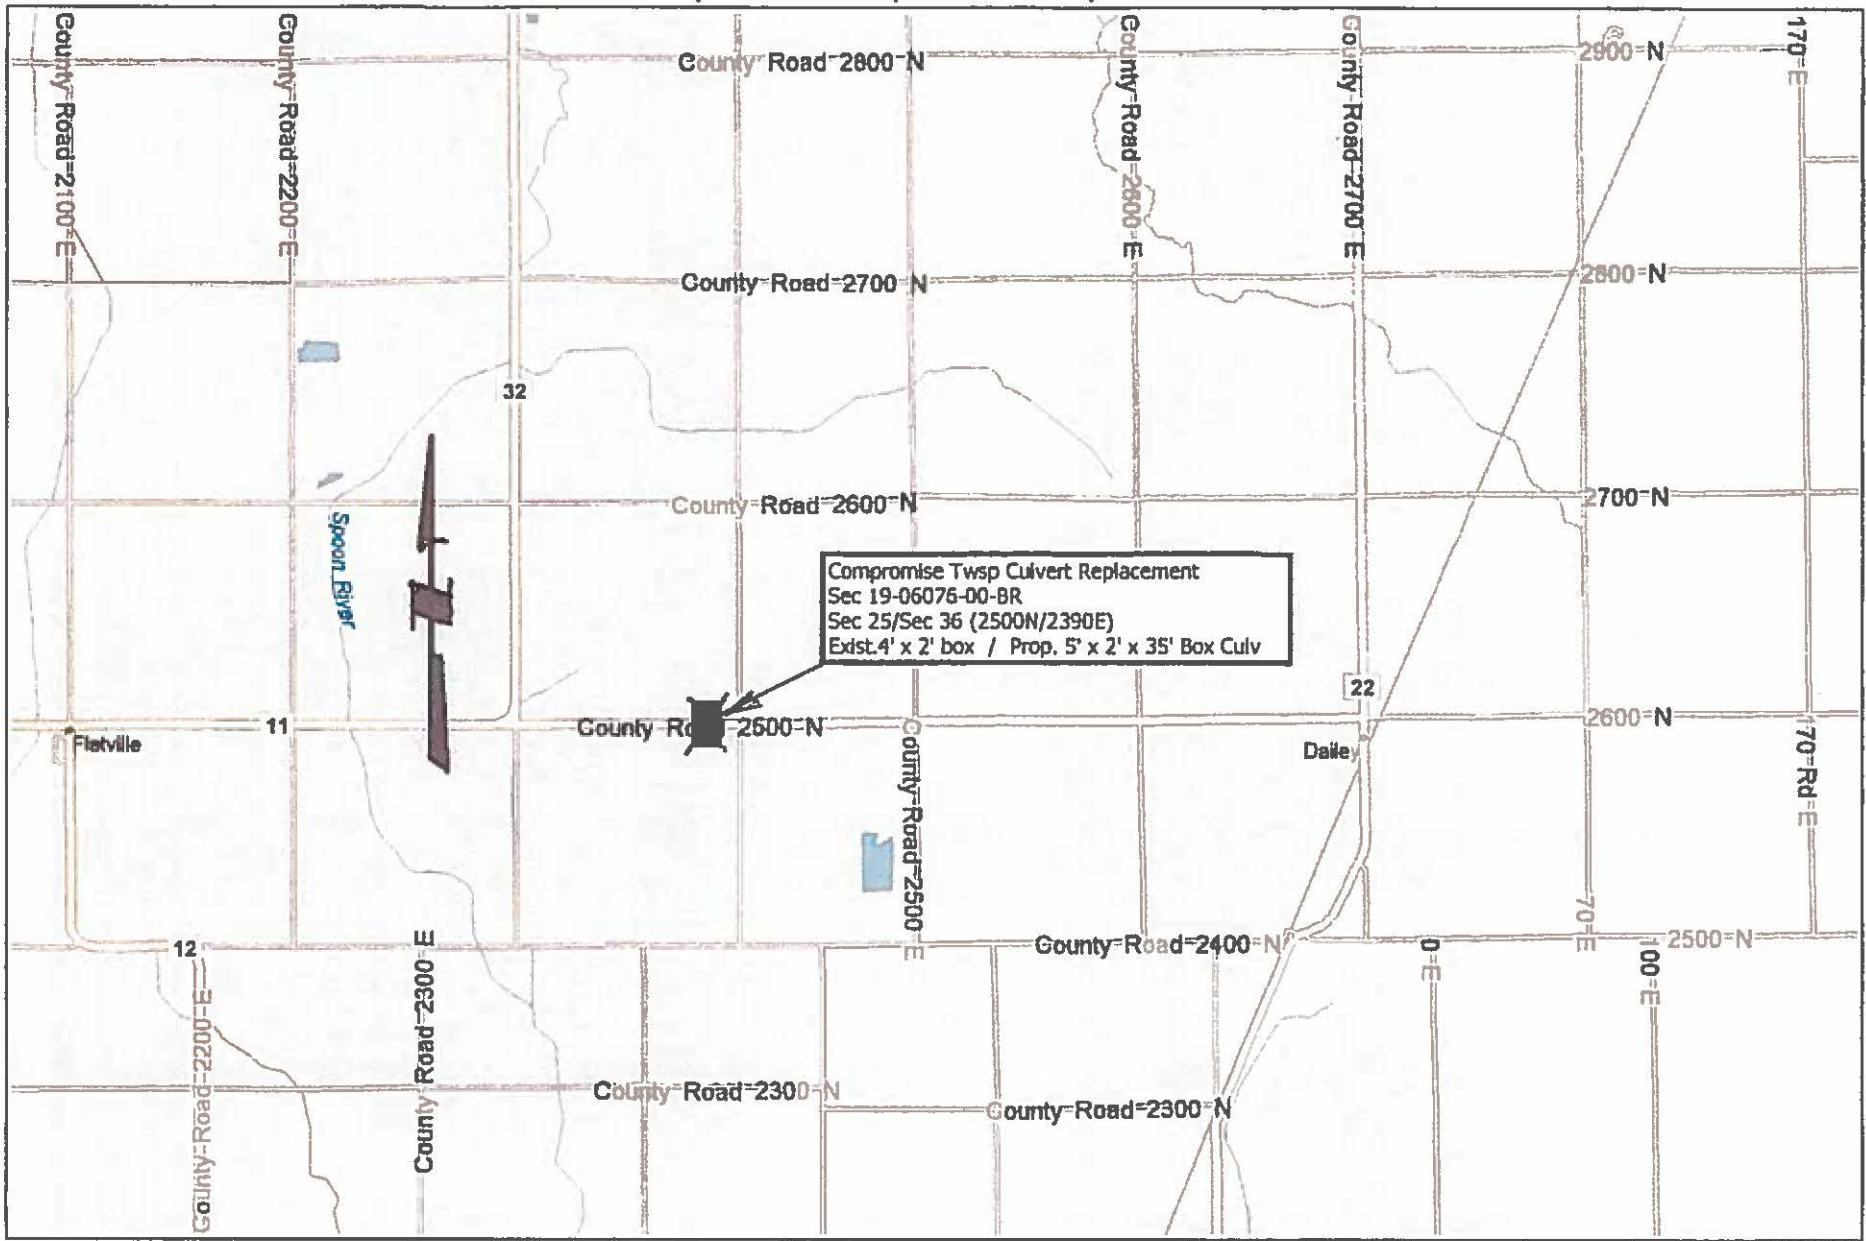 County Road 2100 E
County Road 2200 E
County Road 2800 N
County Road 2600 E
County Road 2700 E
2900 N
170 E
County Road 2700 N
2800 N
32
County Road 2600 N
2700 N
Spoon River
N
Compromise Twsp Culvert Replacement
Sec 19-06076-00-BR
Sec 25/Sec 36 (2500N/2390E)
Exist.4' x 2' box / Prop. 5' x 2' x 35' Box Culv
22
11
County Ro 2500 N
2600 N
Flatville
Dailey
County Road 2500 E
170 Rd E
12
County Road 2300 E
County Road 2400 N
0 E
70 E
2500 N
100 E
County Road 2200 E
County Road 2300 N
County Road 2300 N